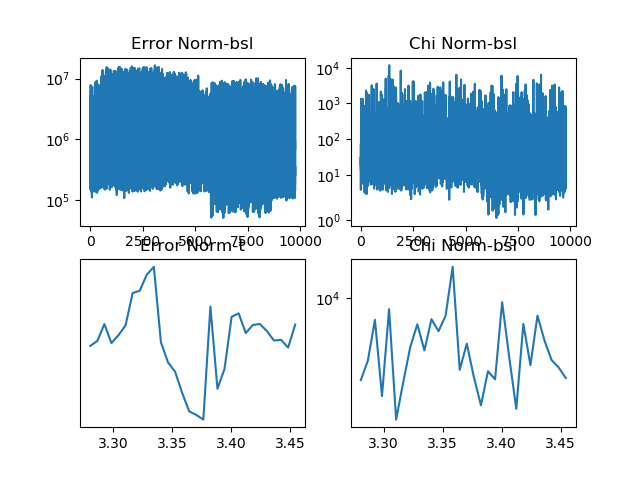 Error Norm-bsl
Chi Norm-bsl
10^7
10^6
10^5
10^4
10^3
10^2
10^1
10^0
0 2500 5000 7500 10000
0 2500 5000 7500 10000
Error Norm-t
Chi Norm-bsl
10^4
3.30 3.35 3.40 3.45
3.30 3.35 3.40 3.45